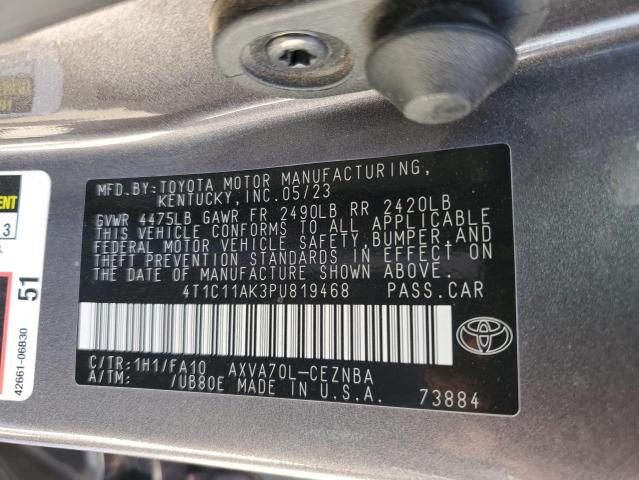 MFD. BY: TOYOTA MOTOR MANUFACTURING,
KENTUCKY, INC. 05/23
GVWR 4475LB GAWR FR 2490LB RR 2420LB
THIS VEHICLE CONFORMS TO ALL APPLICABLE
FEDERAL MOTOR VEHICLE SAFETY, BUMPER, AND
THEFT PREVENTION STANDARDS IN EFFECT ON
THE DATE OF MANUFACTURE SHOWN ABOVE.
4T1C11AK3PU819468 PASS. CAR
C/TR: 1H1/FA10 AXVA70L-CEZNBA
A/TM: /UB80E MADE IN U.S.A.
73884
3
51
42661-06B30